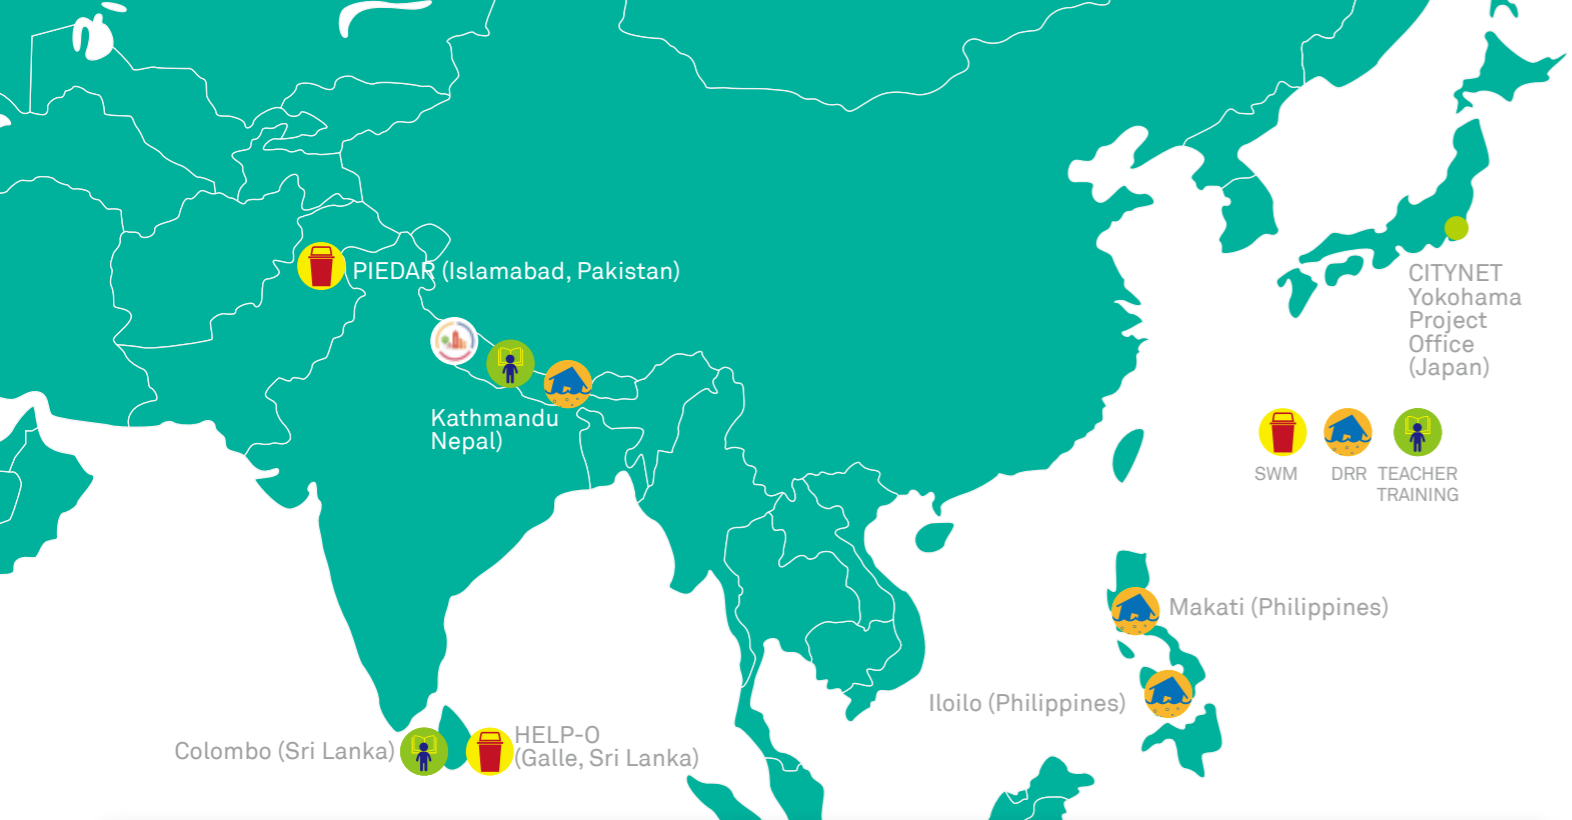 PIEDAR (Islamabad, Pakistan)
CITYNET
Yokohama
Project
Office
(Japan)
Kathmandu
Nepal)
SWM
DRR
TEACHER
TRAINING
Makati (Philippines)
Iloilo (Philippines)
Colombo (Sri Lanka)
HELP-O
(Galle, Sri Lanka)